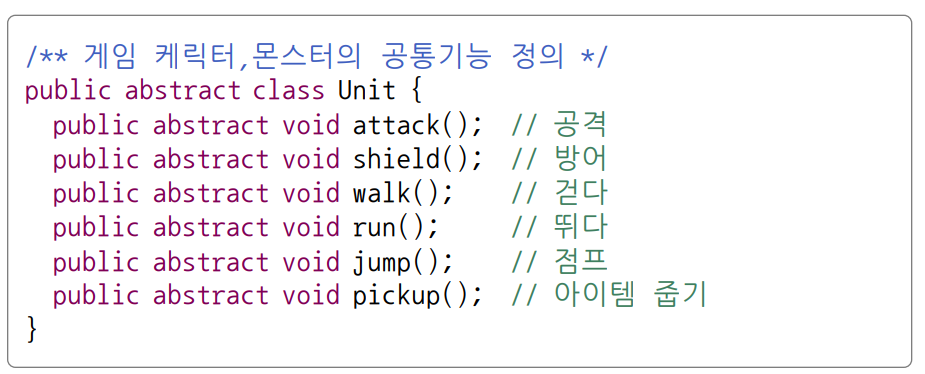 /** 게임 케릭터,몬스터의 공통기능 정의 */
public abstract class Unit {
public abstract void attack(); // 공격
public abstract void shield(); // 방어
public abstract void walk(); // 걷다
public abstract void run(); // 뛰다
public abstract void jump(); // 점프
public abstract void pickup(); // 아이템 줍기
}